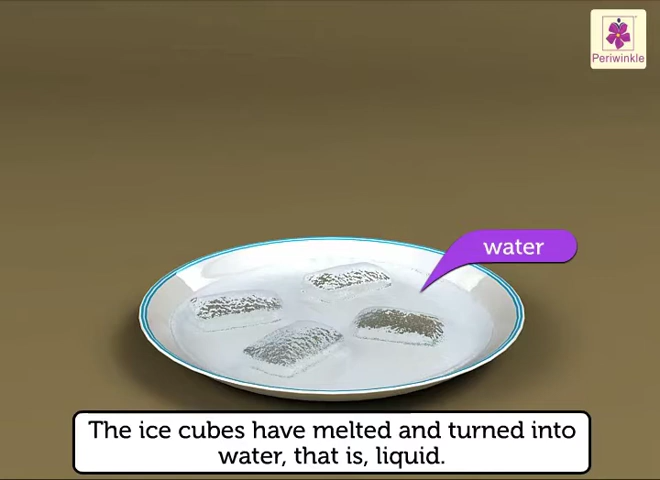 Periwinkle
water
The ice cubes have melted and turned into
water, that is, liquid.